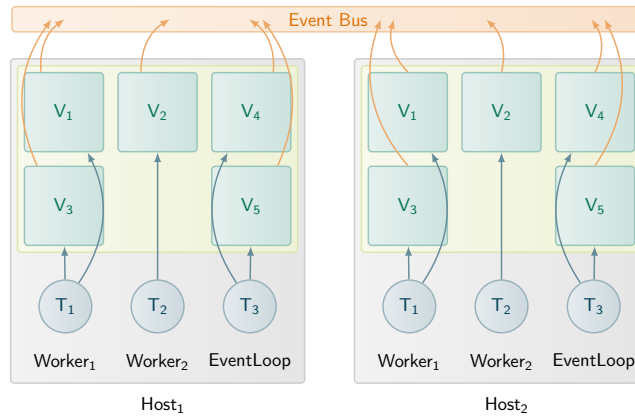 Event Bus
V₁ V₂ V₄ V₁ V₂ V₄
V₃ V₅ V₃ V₅
T₁ T₂ T₃ T₁ T₂ T₃
Worker₁ Worker₂ EventLoop Worker₁ Worker₂ EventLoop
Host₁ Host₂